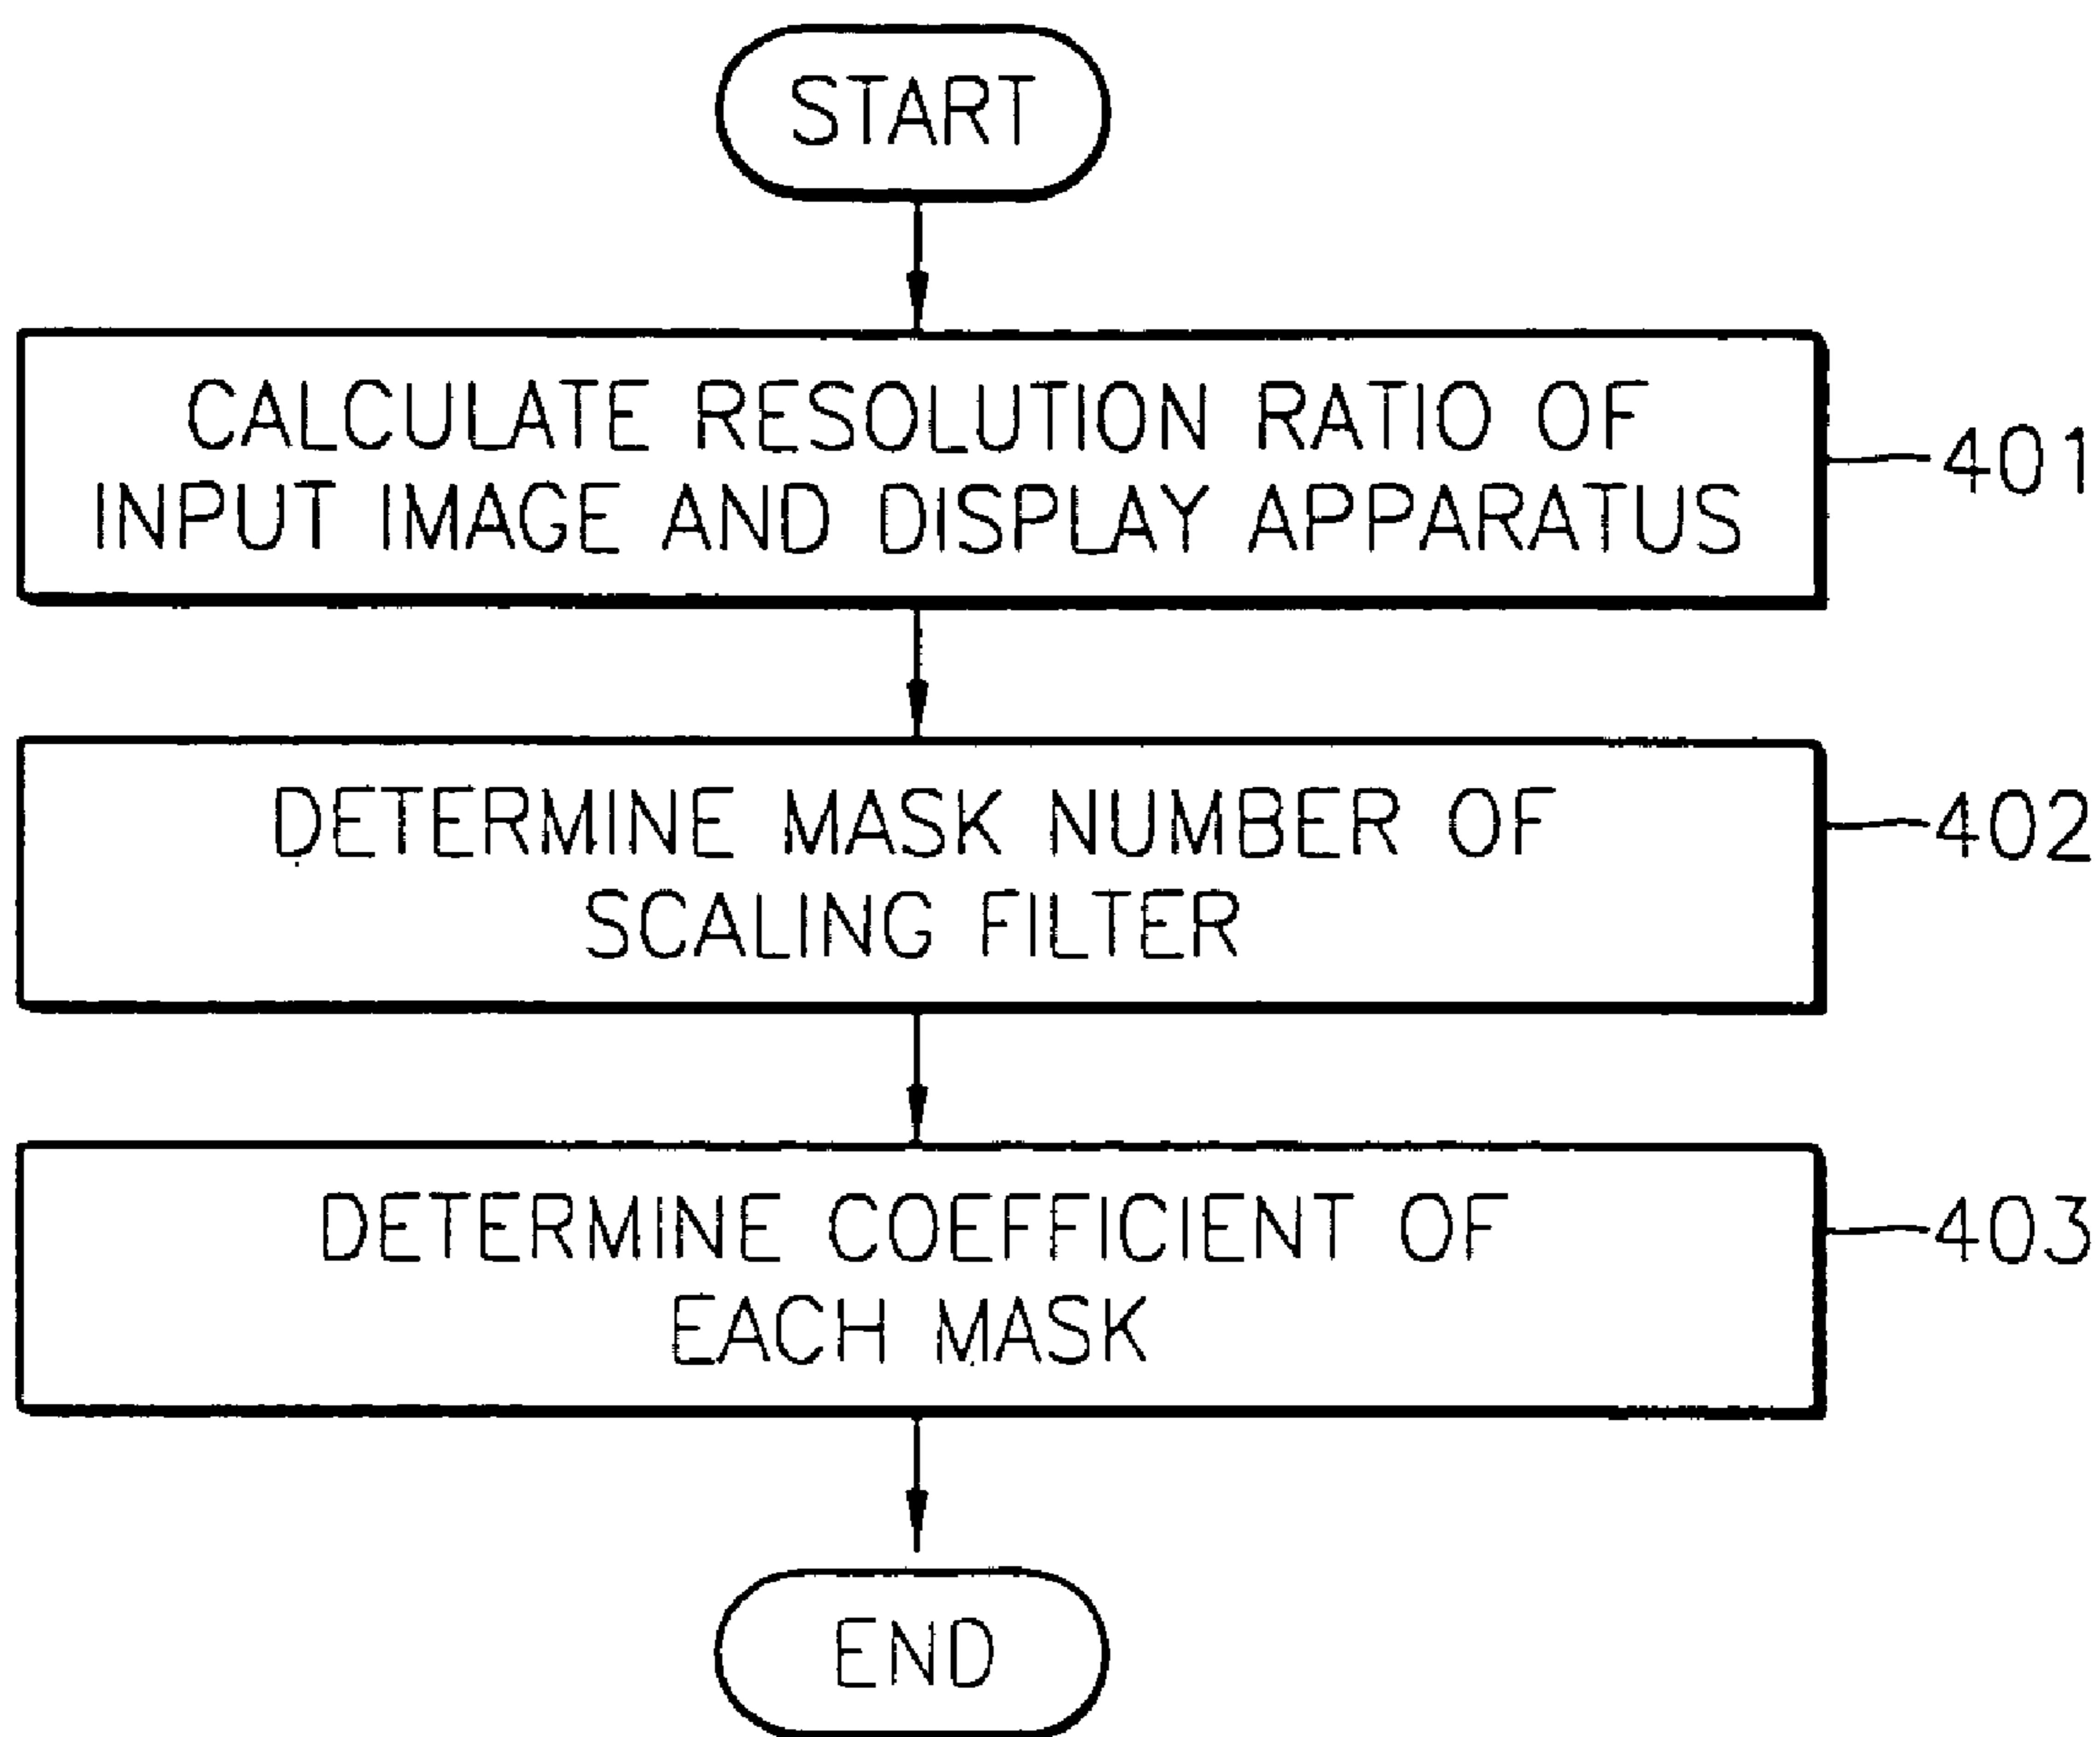 START
CALCULATE RESOLUTION RATIO OF
INPUT IMAGE AND DISPLAY APPARATUS
401
DETERMINE MASK NUMBER OF
SCALING FILTER
402
DETERMINE COEFFICIENT OF
EACH MASK
403
END